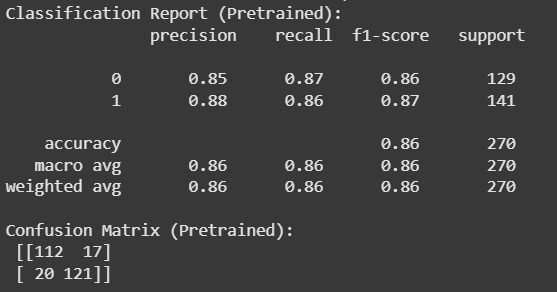 Classification Report (Pretrained):
precision recall f1-score support
0 0.85 0.87 0.86 129
1 0.88 0.86 0.87 141
accuracy 0.86 270
macro avg 0.86 0.86 0.86 270
weighted avg 0.86 0.86 0.86 270
Confusion Matrix (Pretrained):
[[112 17]
[ 20 121]]